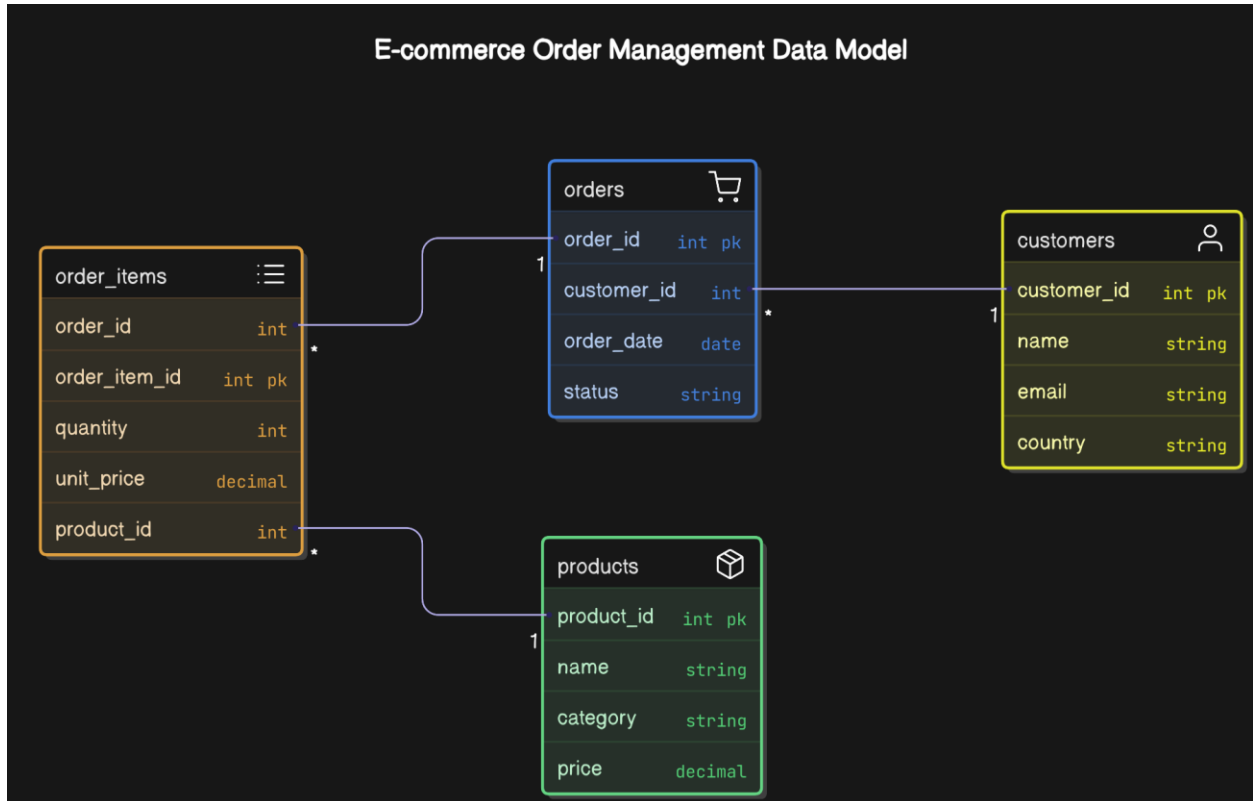 E-commerce Order Management Data Model
order_items
order_id int
*
order_item_id int pk
quantity int
unit_price decimal
product_id int
*
orders
order_id int pk
1
customer_id int
*
order_date date
status string
customers
customer_id int pk
1
name string
email string
country string
products
product_id int pk
1
name string
category string
price decimal